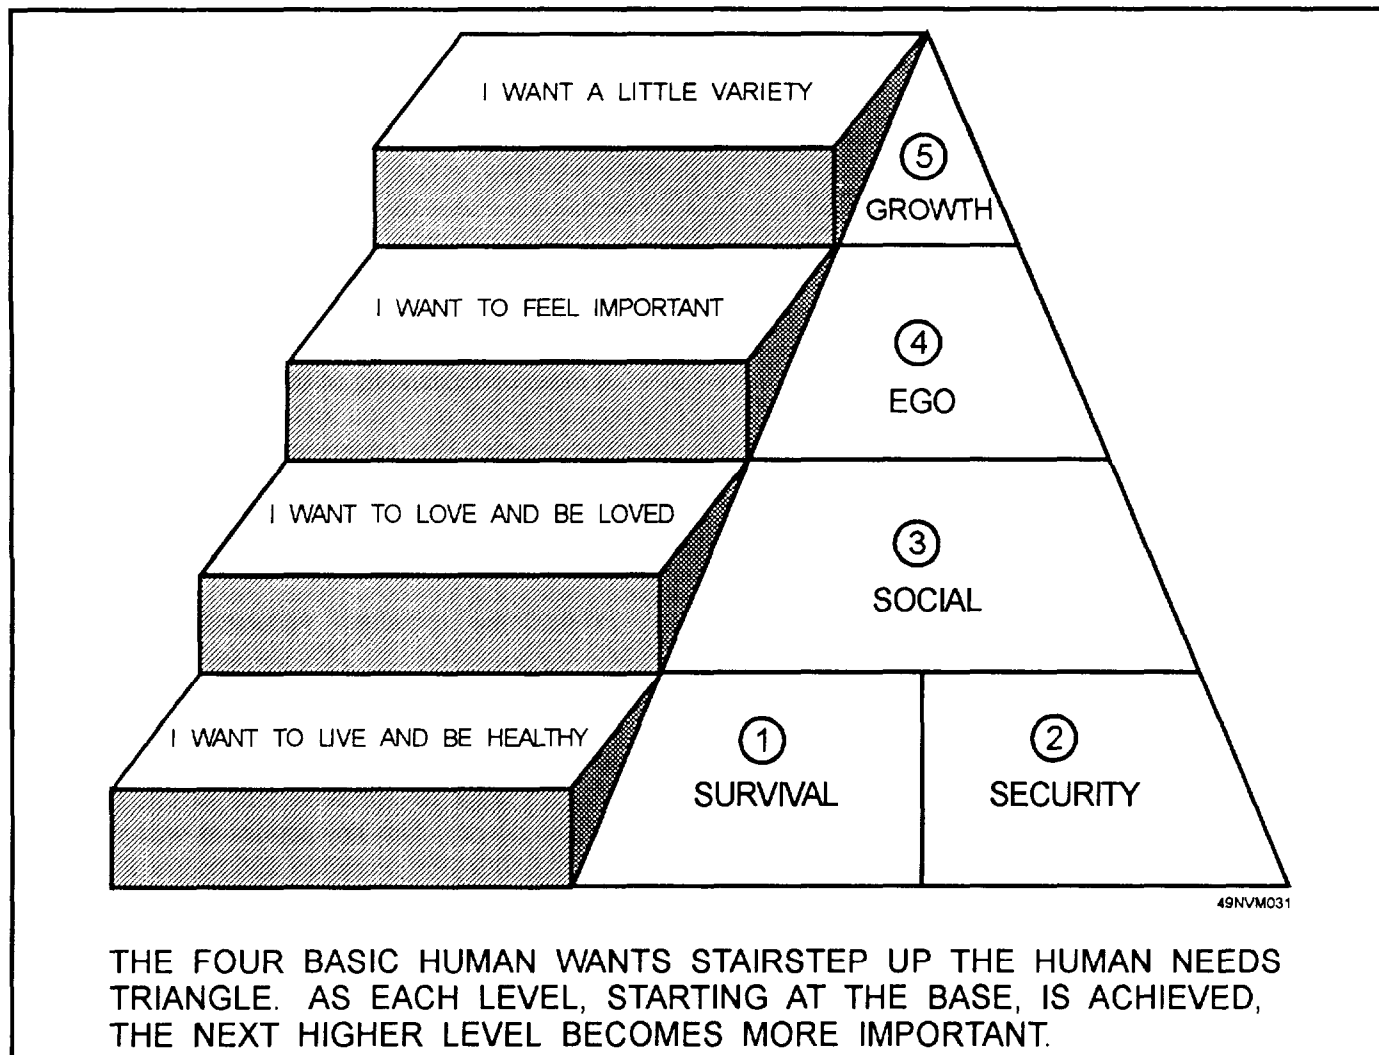 I WANT A LITTLE VARIETY
5
GROWTH
I WANT TO FEEL IMPORTANT
4
EGO
I WANT TO LOVE AND BE LOVED
3
SOCIAL
I WANT TO LIVE AND BE HEALTHY
1
SURVIVAL
2
SECURITY
49NVM031
THE FOUR BASIC HUMAN WANTS STAIRSTEP UP THE HUMAN NEEDS
TRIANGLE. AS EACH LEVEL, STARTING AT THE BASE, IS ACHIEVED,
THE NEXT HIGHER LEVEL BECOMES MORE IMPORTANT.